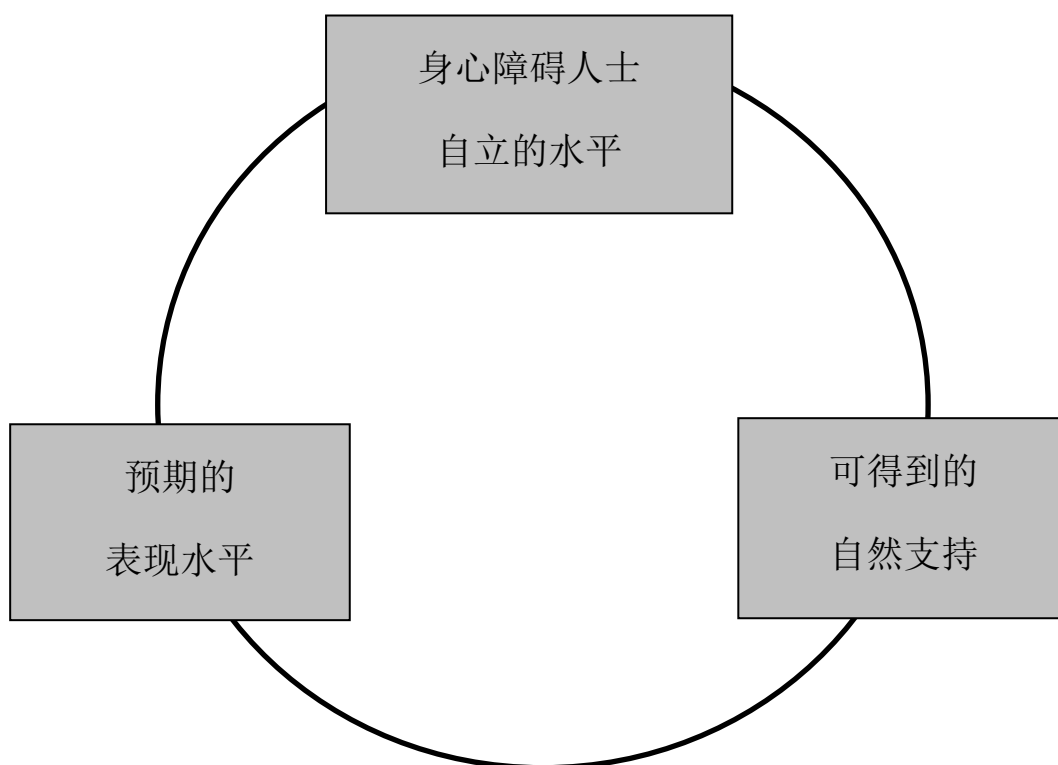 身心障碍人士
自立的水平
预期的
表现水平
可得到的
自然支持